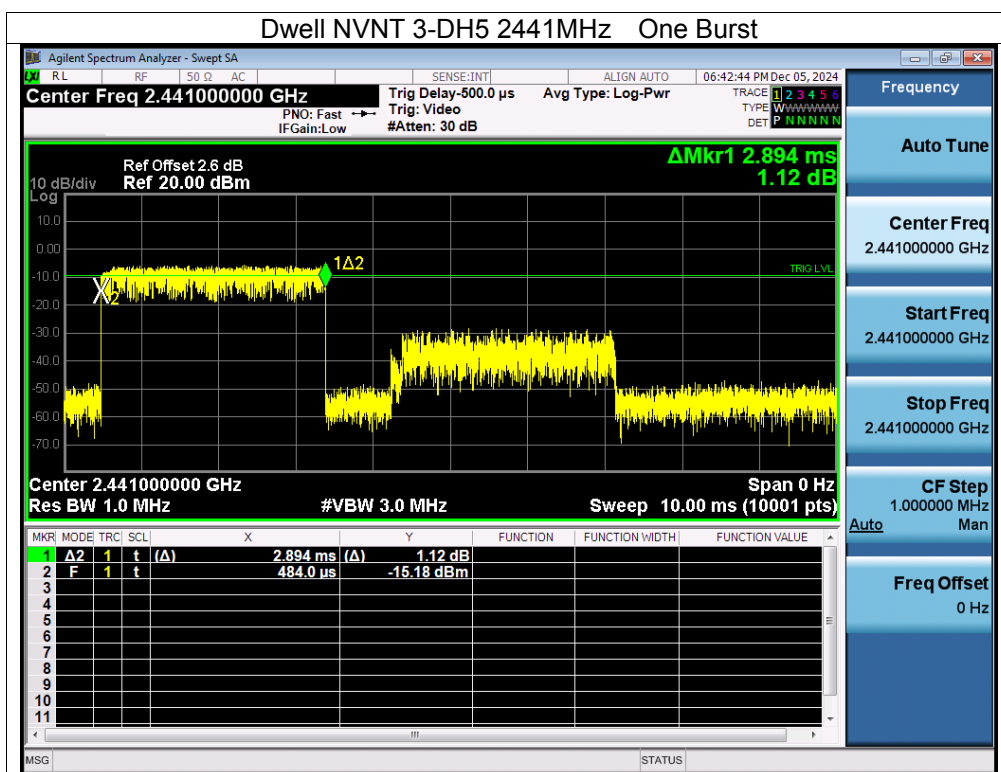 Dwell NVNT 3-DH5 2441MHz One Burst
Agilent Spectrum Analyzer - Swept SA
LXI RL RF 50 Ω AC SENSE:INT ALIGN AUTO 06:42:44 PM Dec 05, 2024
Center Freq 2.441000000 GHz Trig Delay-500.0 µs Avg Type: Log-Pwr TRACE 1 2 3 4 5 6
PNO: Fast Trig: Video TYPE WWWWWW
IFGain:Low #Atten: 30 dB DET P N N N N N
ΔMkr1 2.894 ms
1.12 dB
Ref Offset 2.6 dB
10 dB/div Ref 20.00 dBm
Log
10.0
0.00
-10.0
-20.0
-30.0
-40.0
-50.0
-60.0
-70.0
1Δ2
2
TRIG LVL
Center 2.441000000 GHz Span 0 Hz
Res BW 1.0 MHz #VBW 3.0 MHz Sweep 10.00 ms (10001 pts)
MKR MODE TRC SCL X Y FUNCTION FUNCTION WIDTH FUNCTION VALUE
1 Δ2 1 t (Δ) 2.894 ms (Δ) 1.12 dB
2 F 1 t 484.0 µs -15.18 dBm
3
4
5
6
7
8
9
10
11
MSG STATUS
Frequency
Auto Tune
Center Freq
2.441000000 GHz
Start Freq
2.441000000 GHz
Stop Freq
2.441000000 GHz
CF Step
1.000000 MHz
Auto Man
Freq Offset
0 Hz